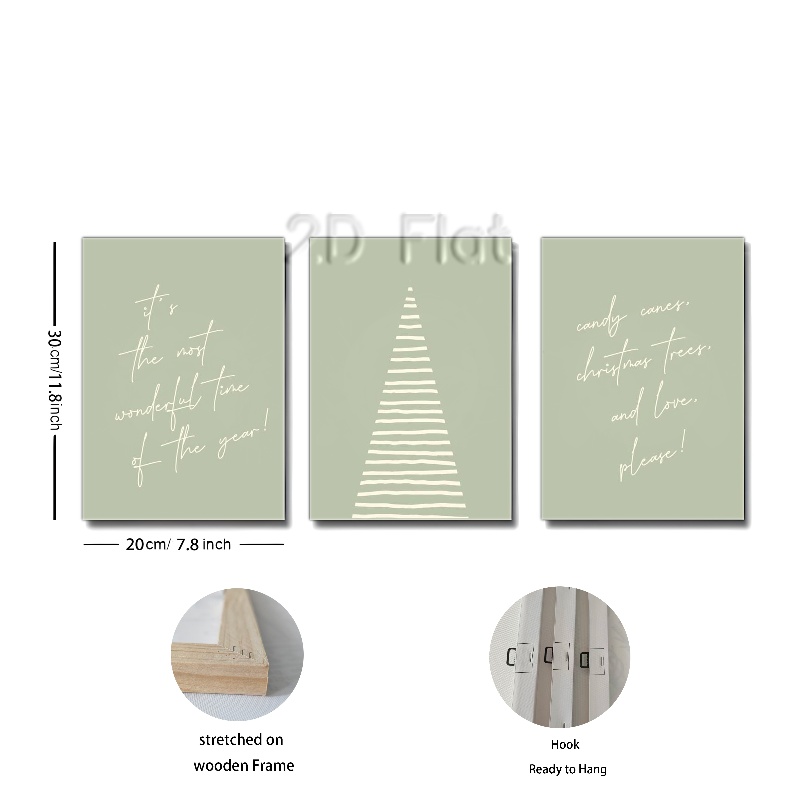 2D Flat
it's
the most
wonderful time
of the year!
candy canes,
christmas trees,
and love,
please!
30cm/11.8inch
20cm/ 7.8 inch
stretched on
wooden Frame
Hook
Ready to Hang